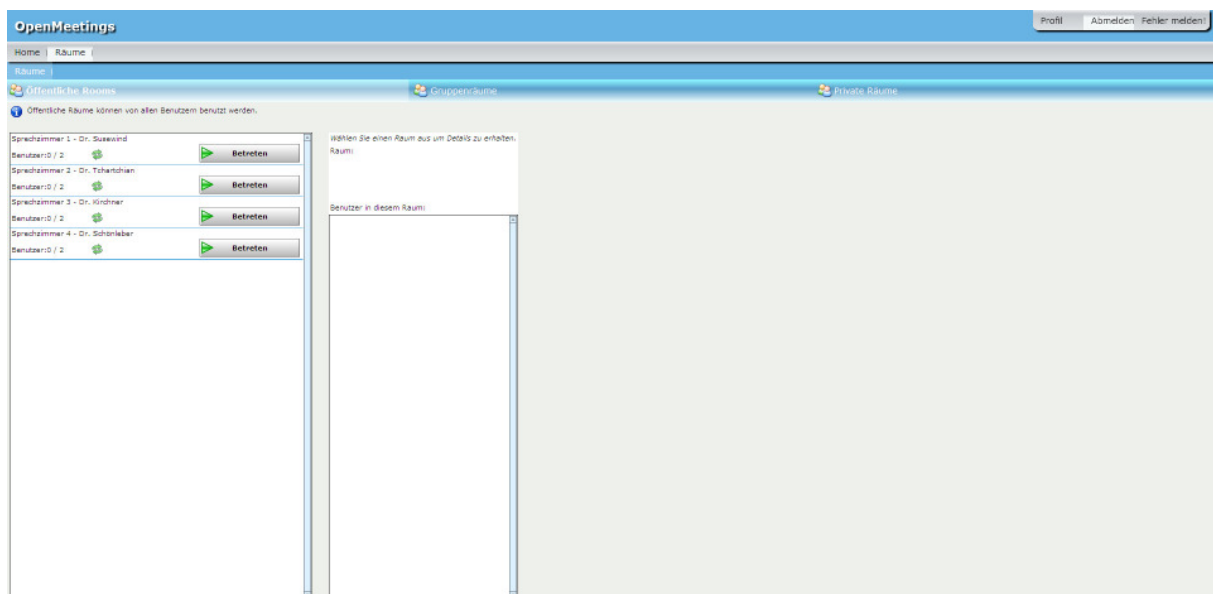 OpenMeetings
Profil Abmelden Fehler melden!
Home Räume
Räume
Öffentliche Rooms Gruppenräume Private Räume
Öffentliche Räume können von allen Benutzern benutzt werden.
Sprechzimmer 1 - Dr. Susewind
Benutzer:0 / 2 Betreten
Sprechzimmer 2 - Dr. Tchartchian
Benutzer:0 / 2 Betreten
Sprechzimmer 3 - Dr. Kirchner
Benutzer:0 / 2 Betreten
Sprechzimmer 4 - Dr. Schönleber
Benutzer:0 / 2 Betreten
Wählen Sie einen Raum aus um Details zu erhalten.
Raum:
Benutzer in diesem Raum: